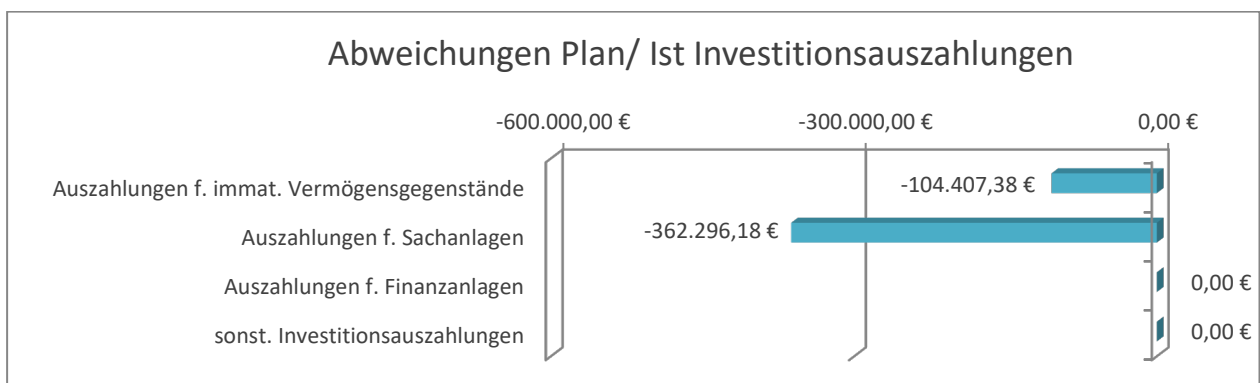 Abweichungen Plan/ Ist Investitionsauszahlungen
-600.000,00 € -300.000,00 € 0,00 €
Auszahlungen f. immat. Vermögensgegenstände -104.407,38 €
Auszahlungen f. Sachanlagen -362.296,18 €
Auszahlungen f. Finanzanlagen 0,00 €
sonst. Investitionsauszahlungen 0,00 €